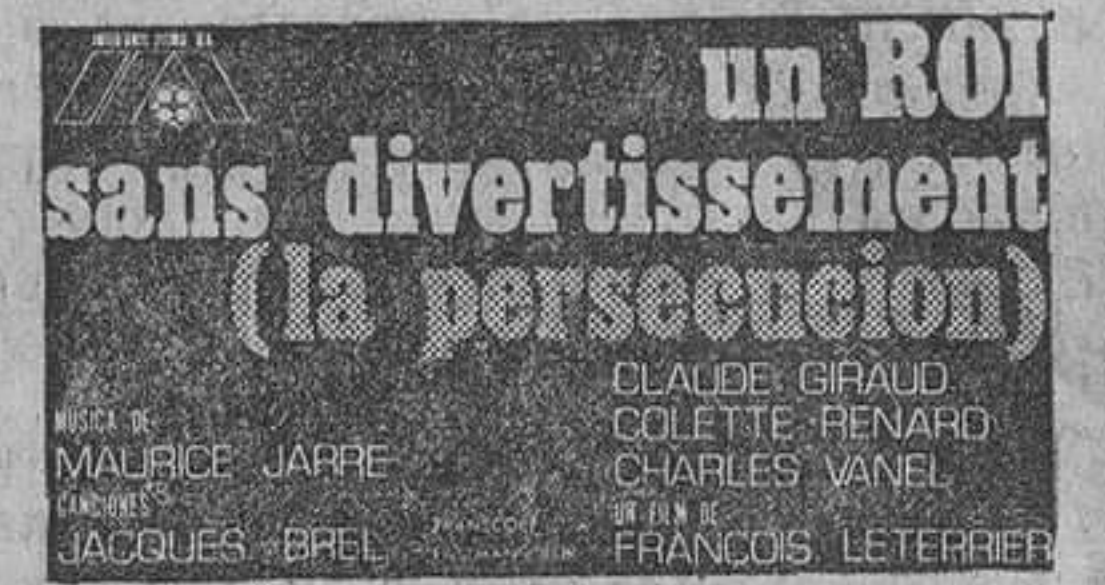 un ROI
sans divertissement
(la persecucion)
CLAUDE GIRAUD
COLETTE RENARD
CHARLES VANEL
MUSICA DE
MAURICE JARRE
CANCIONES
JACQUES BREL
UN FILM DE
FRANÇOIS LETERRIER